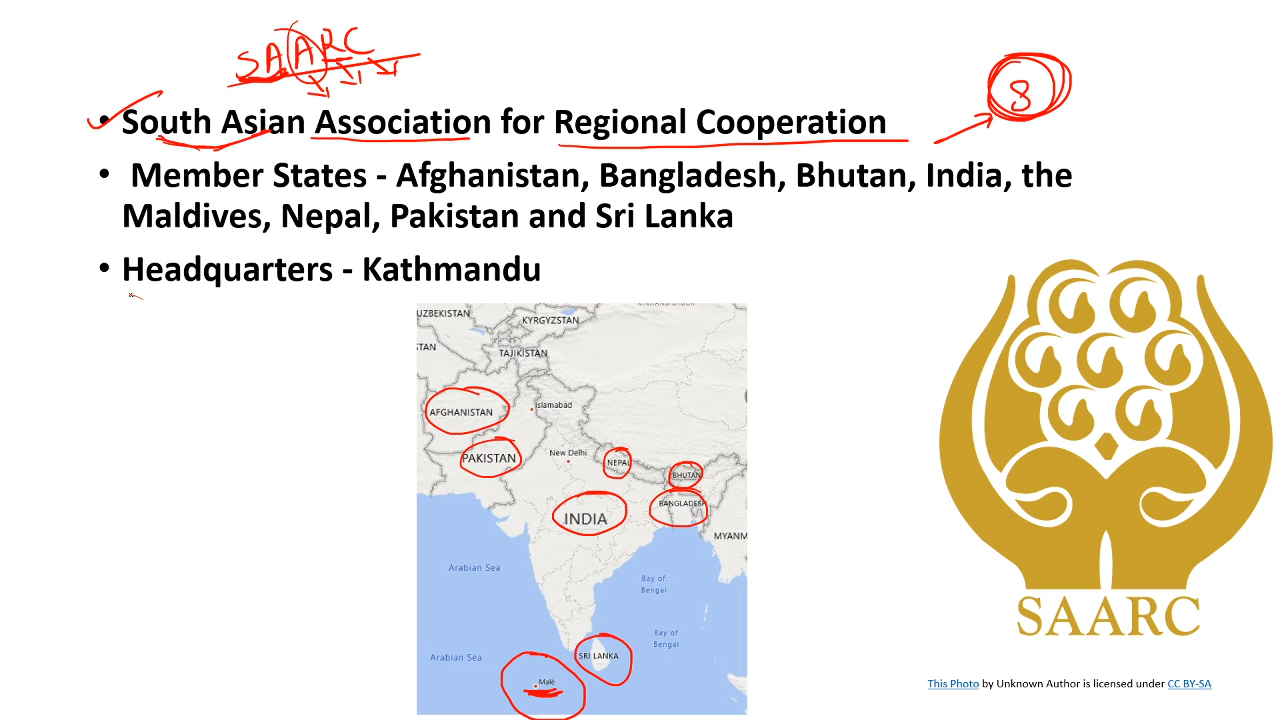 SAARC
8
• South Asian Association for Regional Cooperation
• Member States - Afghanistan, Bangladesh, Bhutan, India, the
Maldives, Nepal, Pakistan and Sri Lanka
• Headquarters - Kathmandu
UZBEKISTAN
KYRGYZSTAN
STAN
TAJIKISTAN
AFGHANISTAN
Islamabad
PAKISTAN
New Delhi
NEPAL
BHUTAN
BANGLADESH
INDIA
MYANM
Arabian Sea
Bay of
Bengal
Bay of
Bengal
Arabian Sea
SRI LANKA
Malé
SAARC
This Photo by Unknown Author is licensed under CC BY-SA